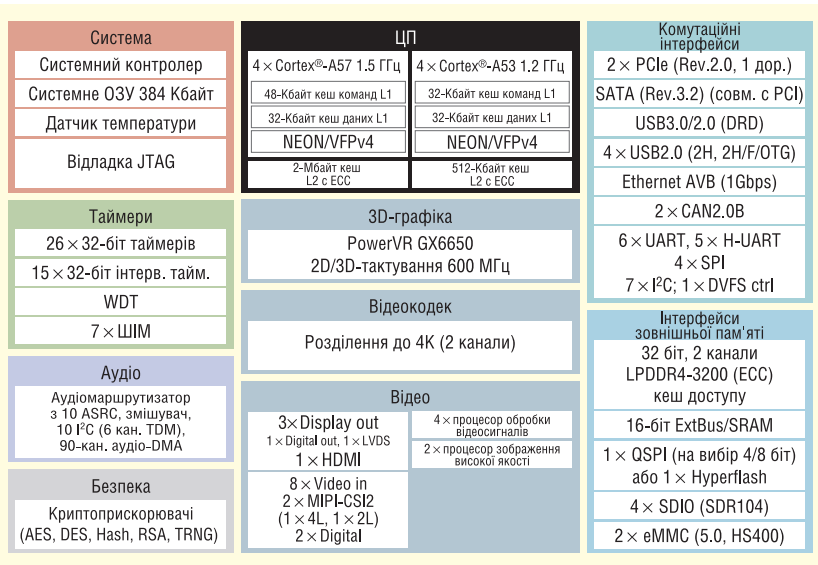 Система
Системний контролер
Системне ОЗУ 384 Кбайт
Датчик температури
Відладка JTAG
Таймери
26 × 32-біт таймерів
15 × 32-біт інтерв. тайм.
WDT
7 × ШІМ
Аудіо
Аудіомаршрутизатор
з 10 ASRC, змішувач,
10 I²C (6 кан. TDM),
90-кан. аудіо-DMA
Безпека
Криптоприскорювачі
(AES, DES, Hash, RSA, TRNG)
ЦП
4 × Cortex®-A57 1.5 ГГц
48-Кбайт кеш команд L1
32-Кбайт кеш даних L1
NEON/VFPv4
2-Мбайт кеш
L2 с ECC
4 × Cortex®-A53 1.2 ГГц
32-Кбайт кеш команд L1
32-Кбайт кеш даних L1
NEON/VFPv4
512-Кбайт кеш
L2 с ECC
3D-графіка
PowerVR GX6650
2D/3D-тактування 600 МГц
Відеокодек
Розділення до 4K (2 канали)
Відео
3× Display out
1 × Digital out, 1 × LVDS
1 × HDMI
8 × Video in
2 × MIPI-CSI2
(1 × 4L, 1 × 2L)
2 × Digital
4 × процесор обробки
відеосигналів
2 × процесор зображення
високої якості
Комутаційні
інтерфейси
2 × PCIe (Rev.2.0, 1 дор.)
SATA (Rev.3.2) (совм. с PCI)
USB3.0/2.0 (DRD)
4 × USB2.0 (2H, 2H/F/OTG)
Ethernet AVB (1Gbps)
2 × CAN2.0B
6 × UART, 5 × H-UART
4 × SPI
7 × I²C; 1 × DVFS ctrl
Інтерфейси
зовнішньої пам'яті
32 біт, 2 канали
LPDDR4-3200 (ECC)
кеш доступу
16-біт ExtBus/SRAM
1 × QSPI (на вибір 4/8 біт)
або 1 × Hyperflash
4 × SDIO (SDR104)
2 × eMMC (5.0, HS400)